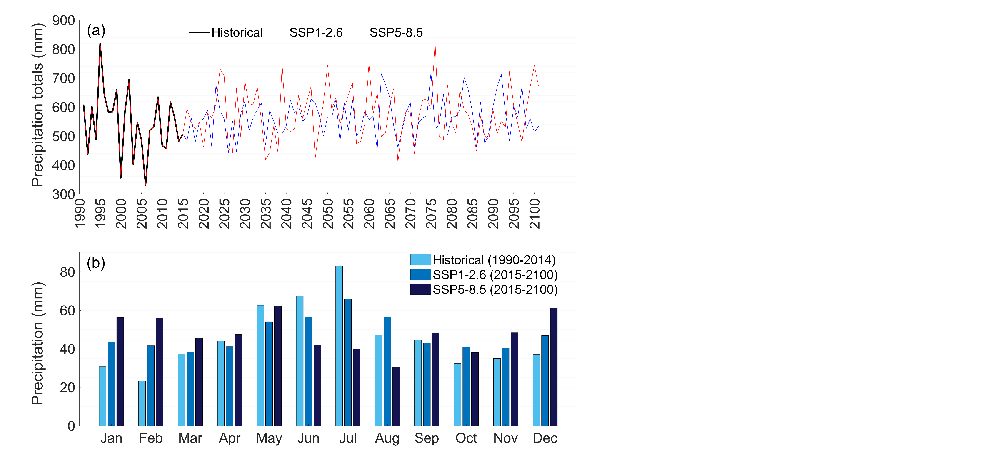 (a)
Historical SSP1-2.6 SSP5-8.5
Precipitation totals (mm)
900
800
700
600
500
400
300
1990 1995 2000 2005 2010 2015 2020 2025 2030 2035 2040 2045 2050 2055 2060 2065 2070 2075 2080 2085 2090 2095 2100
(b)
Historical (1990-2014)
SSP1-2.6 (2015-2100)
SSP5-8.5 (2015-2100)
Precipitation (mm)
80
60
40
20
0
Jan Feb Mar Apr May Jun Jul Aug Sep Oct Nov Dec